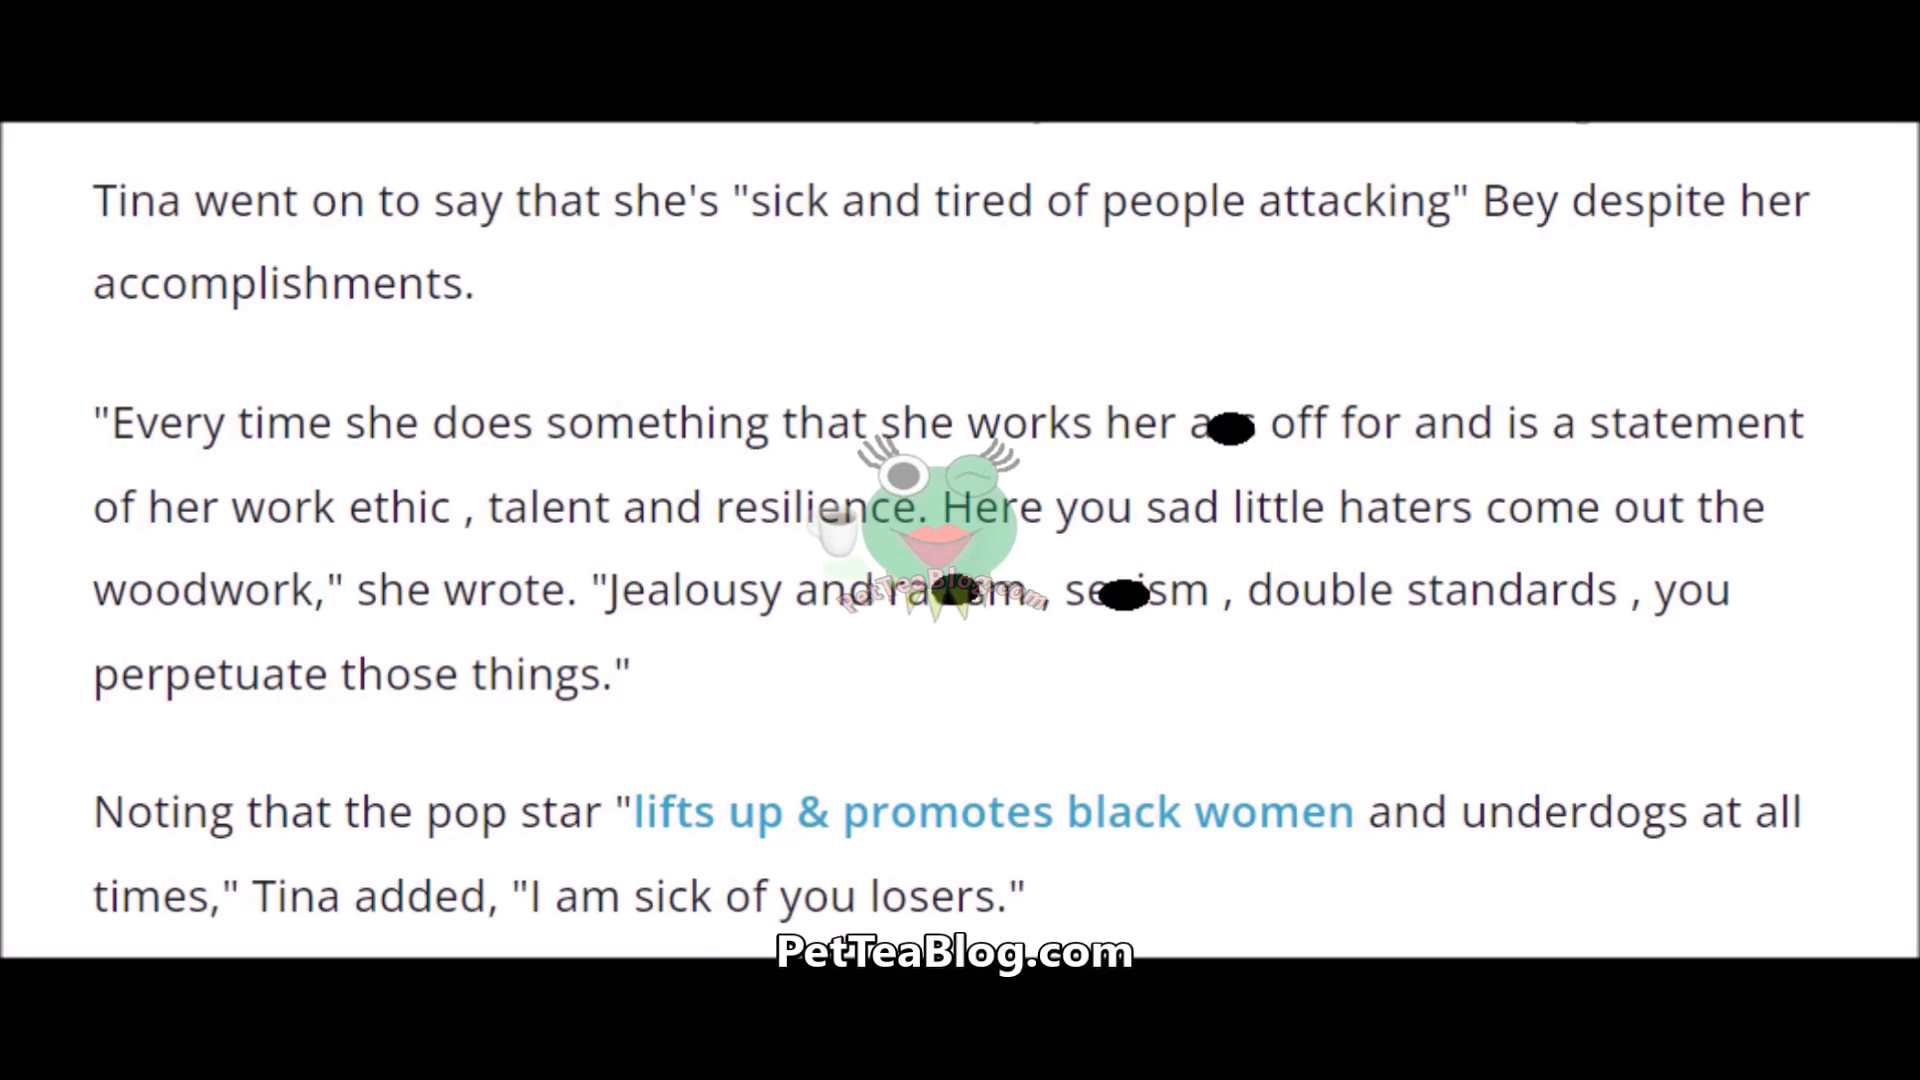 Tina went on to say that she's "sick and tired of people attacking" Bey despite her
accomplishments.
"Every time she does something that she works her off for and is a statement
of her work ethic , talent and resilience. Here you sad little haters come out the
woodwork," she wrote. "Jealousy and , , double standards , you
perpetuate those things."
Noting that the pop star "lifts up & promotes black women and underdogs at all
times," Tina added, "I am sick of you losers."
PetTeaBlog.com
PetTeaBlog.com